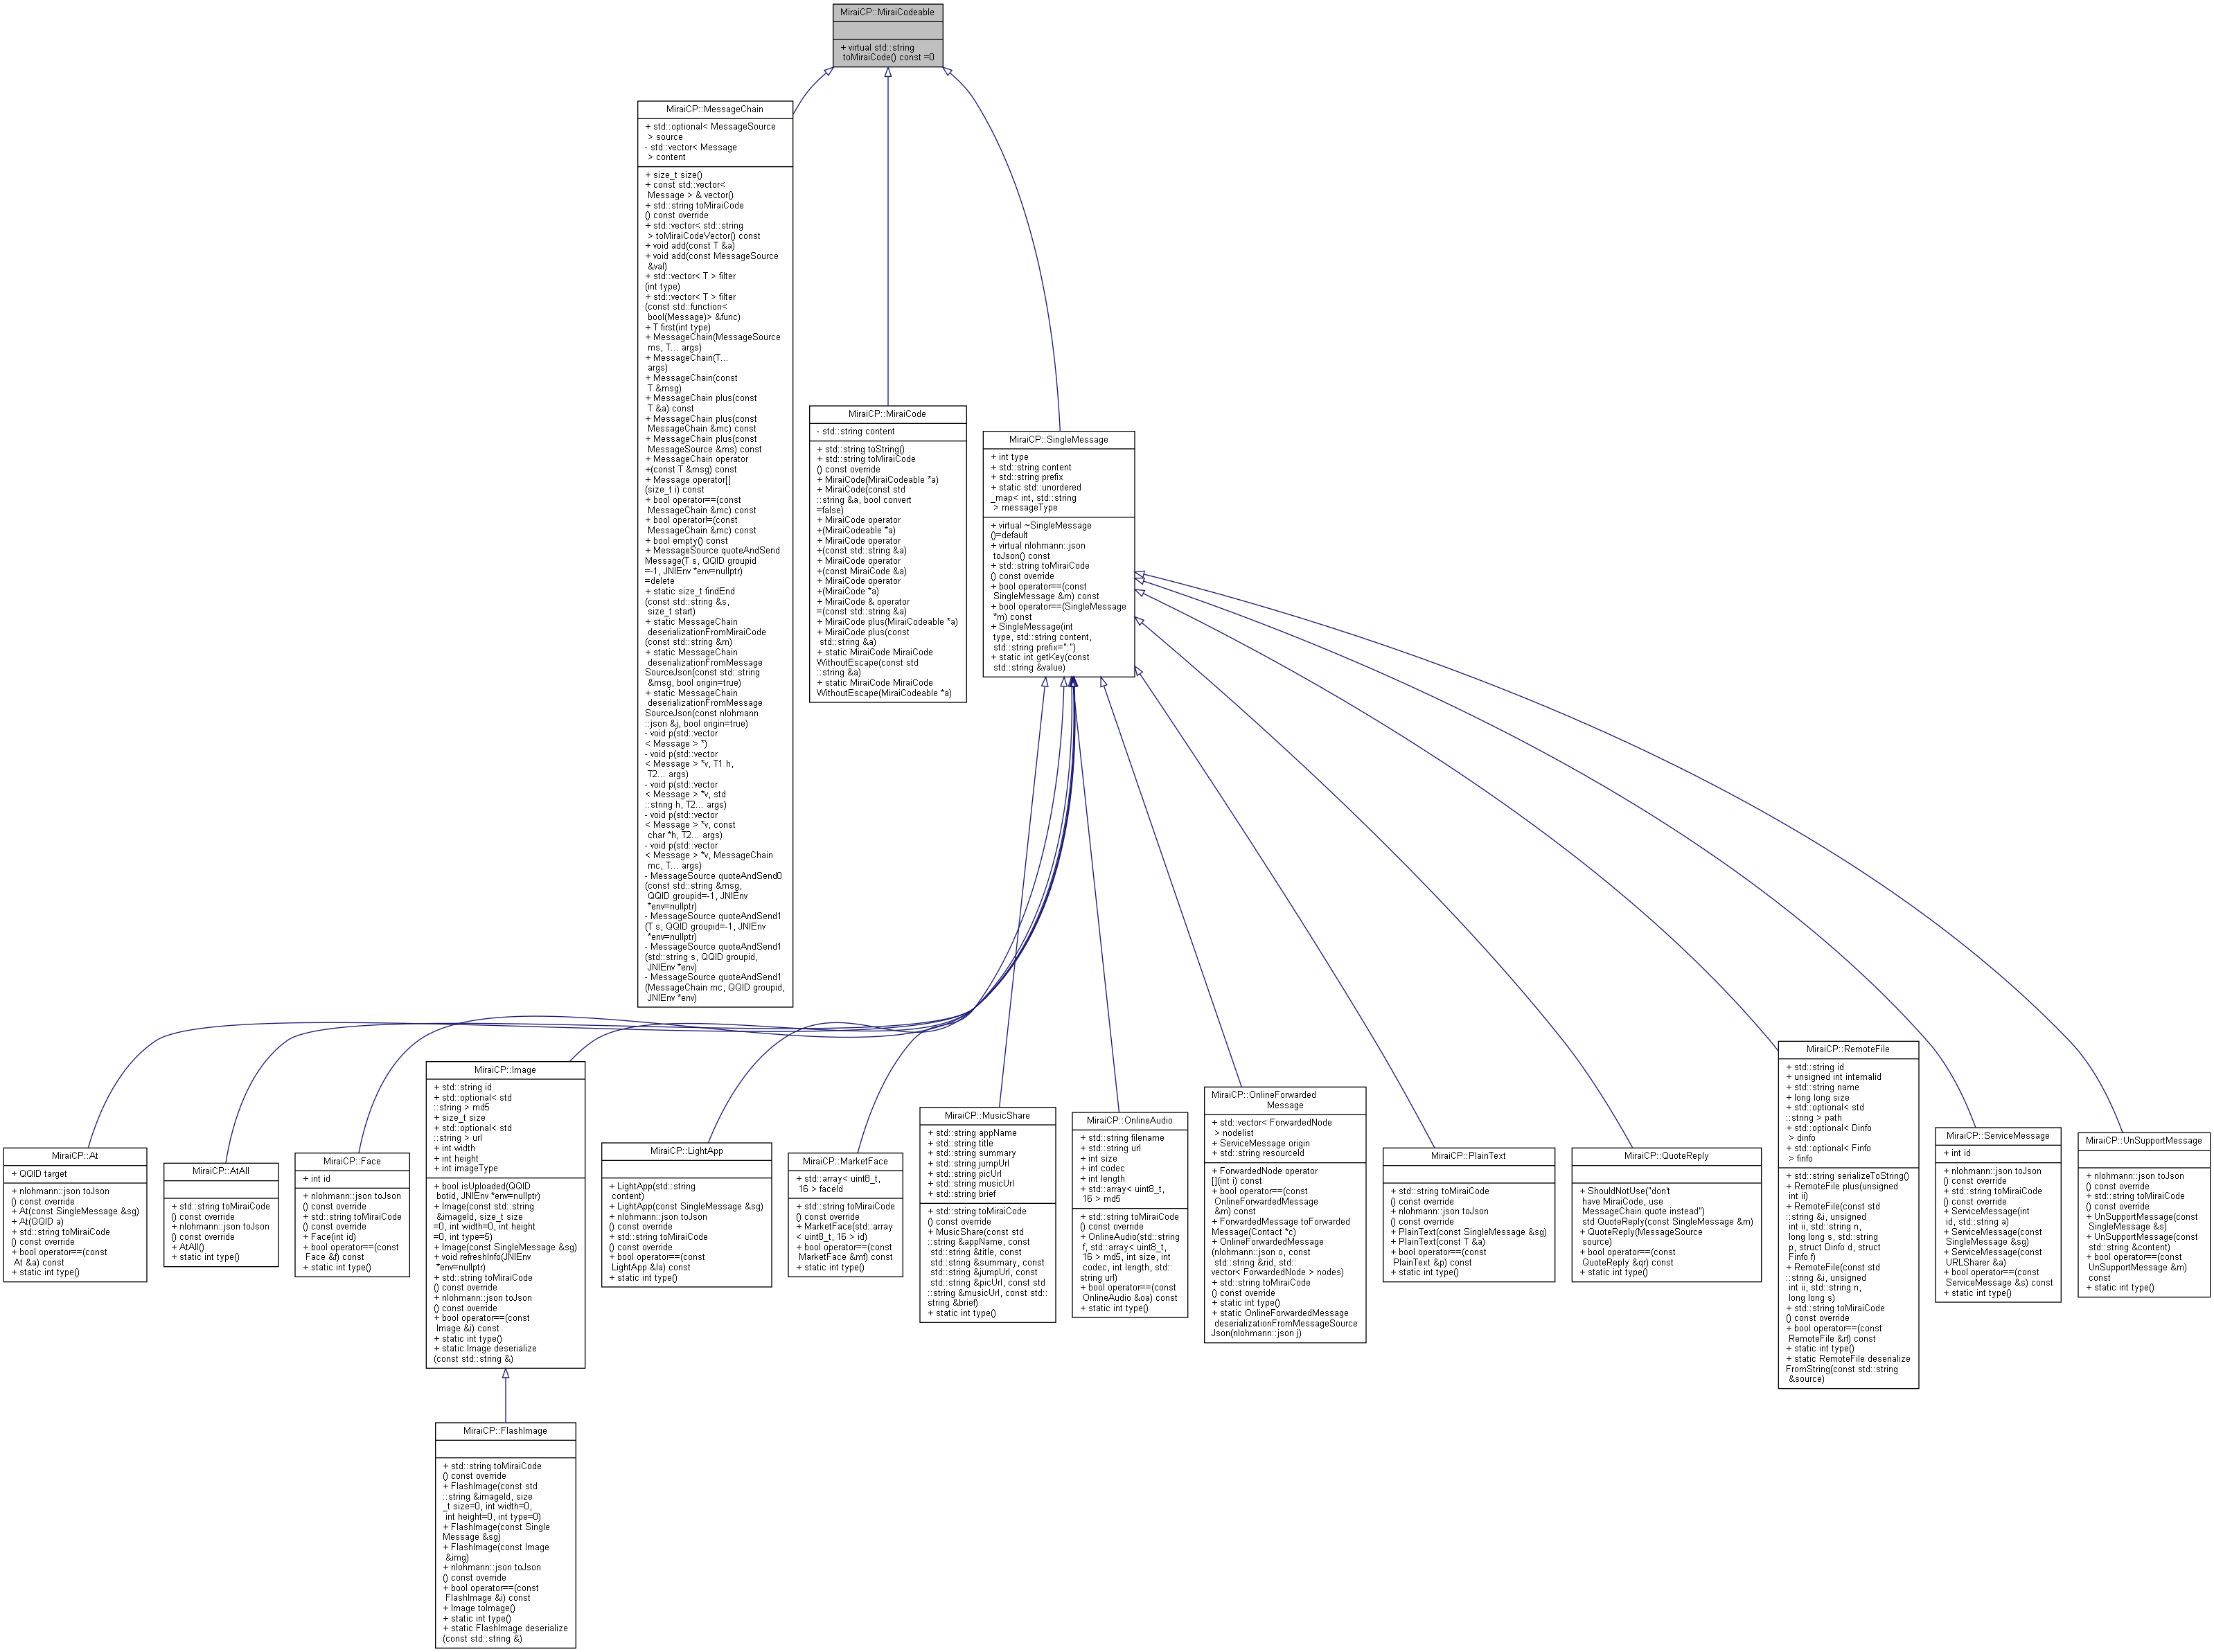 MiraiCP::MiraiCodeable
+ virtual std::string
toMiraiCode() const =0
MiraiCP::MessageChain
+ std::optional< MessageSource
> source
- std::vector< Message
> content
+ size_t size()
+ const std::vector<
Message > & vector()
+ std::string toMiraiCode
() const override
+ std::vector< std::string
> toMiraiCodeVector() const
+ void add(const T &a)
+ void add(const MessageSource
&val)
+ std::vector< T > filter
(int type)
+ std::vector< T > filter
(const std::function<
bool(Message)> &func)
+ T first(int type)
+ MessageChain(MessageSource
ms, T... args)
+ MessageChain(T...
args)
+ MessageChain(const
T &msg)
+ MessageChain plus(const
T &a) const
+ MessageChain plus(const
MessageChain &mc) const
+ MessageChain plus(const
MessageSource &ms) const
+ MessageChain operator
+(const T &msg) const
+ Message operator[]
(size_t i) const
+ bool operator==(const
MessageChain &mc) const
+ bool operator!=(const
MessageChain &mc) const
+ bool empty() const
+ MessageSource quoteAndSend
Message(T s, QQID groupid
=-1, JNIEnv *env=nullptr)
=delete
+ static size_t findEnd
(const std::string &s,
size_t start)
+ static MessageChain
deserializationFromMiraiCode
(const std::string &m)
+ static MessageChain
deserializationFromMessage
SourceJson(const std::string
&msg, bool origin=true)
+ static MessageChain
deserializationFromMessage
SourceJson(const nlohmann
::json &j, bool origin=true)
- void p(std::vector
< Message > *)
- void p(std::vector
< Message > *v, T1 h,
T2... args)
- void p(std::vector
< Message > *v, std
::string h, T2... args)
- void p(std::vector
< Message > *v, const
char *h, T2... args)
- void p(std::vector
< Message > *v, MessageChain
mc, T... args)
- MessageSource quoteAndSend0
(const std::string &msg,
QQID groupid=-1, JNIEnv
*env=nullptr)
- MessageSource quoteAndSend1
(T s, QQID groupid=-1, JNIEnv
*env=nullptr)
- MessageSource quoteAndSend1
(std::string s, QQID groupid,
JNIEnv *env)
- MessageSource quoteAndSend1
(MessageChain mc, QQID groupid,
JNIEnv *env)
MiraiCP::MiraiCode
- std::string content
+ std::string toString()
+ std::string toMiraiCode
() const override
+ MiraiCode(MiraiCodeable *a)
+ MiraiCode(const std
::string &a, bool convert
=false)
+ MiraiCode operator
+(MiraiCodeable *a)
+ MiraiCode operator
+(const std::string &a)
+ MiraiCode operator
+(const MiraiCode &a)
+ MiraiCode operator
+(MiraiCode *a)
+ MiraiCode & operator
=(const std::string &a)
+ MiraiCode plus(MiraiCodeable *a)
+ MiraiCode plus(const
std::string &a)
+ static MiraiCode MiraiCode
WithoutEscape(const std
::string &a)
+ static MiraiCode MiraiCode
WithoutEscape(MiraiCodeable *a)
MiraiCP::SingleMessage
+ int type
+ std::string content
+ std::string prefix
+ static std::unordered
_map< int, std::string
> messageType
+ virtual ~SingleMessage
()=default
+ virtual nlohmann::json
toJson() const
+ std::string toMiraiCode
() const override
+ bool operator==(const
SingleMessage &m) const
+ bool operator==(SingleMessage
*m) const
+ SingleMessage(int
type, std::string content,
std::string prefix=":")
+ static int getKey(const
std::string &value)
MiraiCP::At
+ QQID target
+ nlohmann::json toJson
() const override
+ At(const SingleMessage &sg)
+ At(QQID a)
+ std::string toMiraiCode
() const override
+ bool operator==(const
At &a) const
+ static int type()
MiraiCP::AtAll
+ std::string toMiraiCode
() const override
+ nlohmann::json toJson
() const override
+ AtAll()
+ static int type()
MiraiCP::Face
+ int id
+ nlohmann::json toJson
() const override
+ std::string toMiraiCode
() const override
+ Face(int id)
+ bool operator==(const
Face &f) const
+ static int type()
MiraiCP::Image
+ std::string id
+ std::optional< std
::string > md5
+ size_t size
+ std::optional< std
::string > url
+ int width
+ int height
+ int imageType
+ bool isUploaded(QQID
botid, JNIEnv *env=nullptr)
+ Image(const std::string
&imageId, size_t size
=0, int width=0, int height
=0, int type=5)
+ Image(const SingleMessage &sg)
+ void refreshInfo(JNIEnv
*env=nullptr)
+ std::string toMiraiCode
() const override
+ nlohmann::json toJson
() const override
+ bool operator==(const
Image &i) const
+ static int type()
+ static Image deserialize
(const std::string &)
MiraiCP::LightApp
+ LightApp(std::string
content)
+ LightApp(const SingleMessage &sg)
+ nlohmann::json toJson
() const override
+ std::string toMiraiCode
() const override
+ bool operator==(const
LightApp &la) const
+ static int type()
MiraiCP::MarketFace
+ std::array< uint8_t,
16 > faceId
+ std::string toMiraiCode
() const override
+ MarketFace(std::array
< uint8_t, 16 > id)
+ bool operator==(const
MarketFace &mf) const
+ static int type()
MiraiCP::MusicShare
+ std::string appName
+ std::string title
+ std::string summary
+ std::string jumpUrl
+ std::string picUrl
+ std::string musicUrl
+ std::string brief
+ std::string toMiraiCode
() const override
+ MusicShare(const std
::string &appName, const
std::string &title, const
std::string &summary, const
std::string &jumpUrl, const
std::string &picUrl, const std
::string &musicUrl, const std::
string &brief)
+ static int type()
MiraiCP::OnlineAudio
+ std::string filename
+ std::string url
+ int size
+ int codec
+ int length
+ std::array< uint8_t,
16 > md5
+ std::string toMiraiCode
() const override
+ OnlineAudio(std::string
f, std::array< uint8_t,
16 > md5, int size, int
codec, int length, std::
string url)
+ bool operator==(const
OnlineAudio &oa) const
+ static int type()
MiraiCP::OnlineForwarded
Message
+ std::vector< ForwardedNode
> nodelist
+ ServiceMessage origin
+ std::string resourceId
+ ForwardedNode operator
[](int i) const
+ bool operator==(const
OnlineForwardedMessage
&m) const
+ ForwardedMessage toForwarded
Message(Contact *c)
+ OnlineForwardedMessage
(nlohmann::json o, const
std::string &rid, std::
vector< ForwardedNode > nodes)
+ std::string toMiraiCode
() const override
+ static int type()
+ static OnlineForwardedMessage
deserializationFromMessageSource
Json(nlohmann::json j)
MiraiCP::PlainText
+ std::string toMiraiCode
() const override
+ nlohmann::json toJson
() const override
+ PlainText(const SingleMessage &sg)
+ PlainText(const T &a)
+ bool operator==(const
PlainText &p) const
+ static int type()
MiraiCP::QuoteReply
+ ShouldNotUse("don't
have MiraiCode, use
MessageChain.quote instead")
std QuoteReply(const SingleMessage &m)
+ QuoteReply(MessageSource
source)
+ bool operator==(const
QuoteReply &qr) const
+ static int type()
MiraiCP::RemoteFile
+ std::string id
+ unsigned int internalid
+ std::string name
+ long long size
+ std::optional< std
::string > path
+ std::optional< Dinfo
> dinfo
+ std::optional< Finfo
> finfo
+ std::string serializeToString()
+ RemoteFile plus(unsigned
int ii)
+ RemoteFile(const std
::string &i, unsigned
int ii, std::string n,
long long s, std::string
p, struct Dinfo d, struct
Finfo f)
+ RemoteFile(const std
::string &i, unsigned
int ii, std::string n,
long long s)
+ std::string toMiraiCode
() const override
+ bool operator==(const
RemoteFile &rf) const
+ static int type()
+ static RemoteFile deserialize
FromString(const std::string
&source)
MiraiCP::ServiceMessage
+ int id
+ nlohmann::json toJson
() const override
+ std::string toMiraiCode
() const override
+ ServiceMessage(int
id, std::string a)
+ ServiceMessage(const
SingleMessage &sg)
+ ServiceMessage(const
URLSharer &a)
+ bool operator==(const
ServiceMessage &s) const
+ static int type()
MiraiCP::UnSupportMessage
+ nlohmann::json toJson
() const override
+ std::string toMiraiCode
() const override
+ UnSupportMessage(const
SingleMessage &s)
+ UnSupportMessage(const
std::string &content)
+ bool operator==(const
UnSupportMessage &m)
const
+ static int type()
MiraiCP::FlashImage
+ std::string toMiraiCode
() const override
+ FlashImage(const std
::string &imageId, size
_t size=0, int width=0,
int height=0, int type=0)
+ FlashImage(const Single
Message &sg)
+ FlashImage(const Image
&img)
+ nlohmann::json toJson
() const override
+ bool operator==(const
FlashImage &i) const
+ Image toImage()
+ static int type()
+ static FlashImage deserialize
(const std::string &)